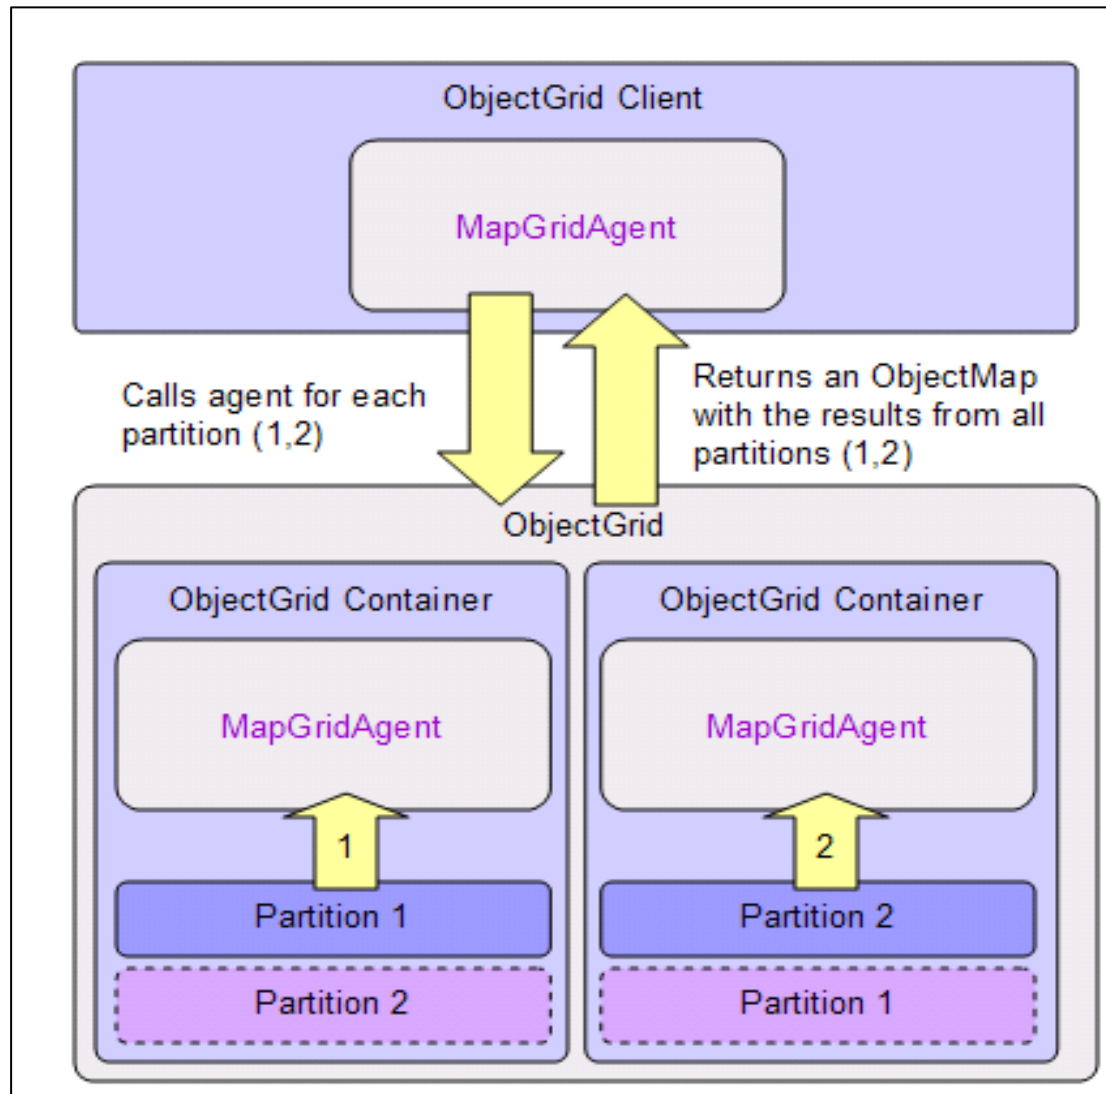 ObjectGrid Client
MapGridAgent
Calls agent for each
partition (1,2)
Returns an ObjectMap
with the results from all
partitions (1,2)
ObjectGrid
ObjectGrid Container
MapGridAgent
1
Partition 1
Partition 2
ObjectGrid Container
MapGridAgent
2
Partition 2
Partition 1